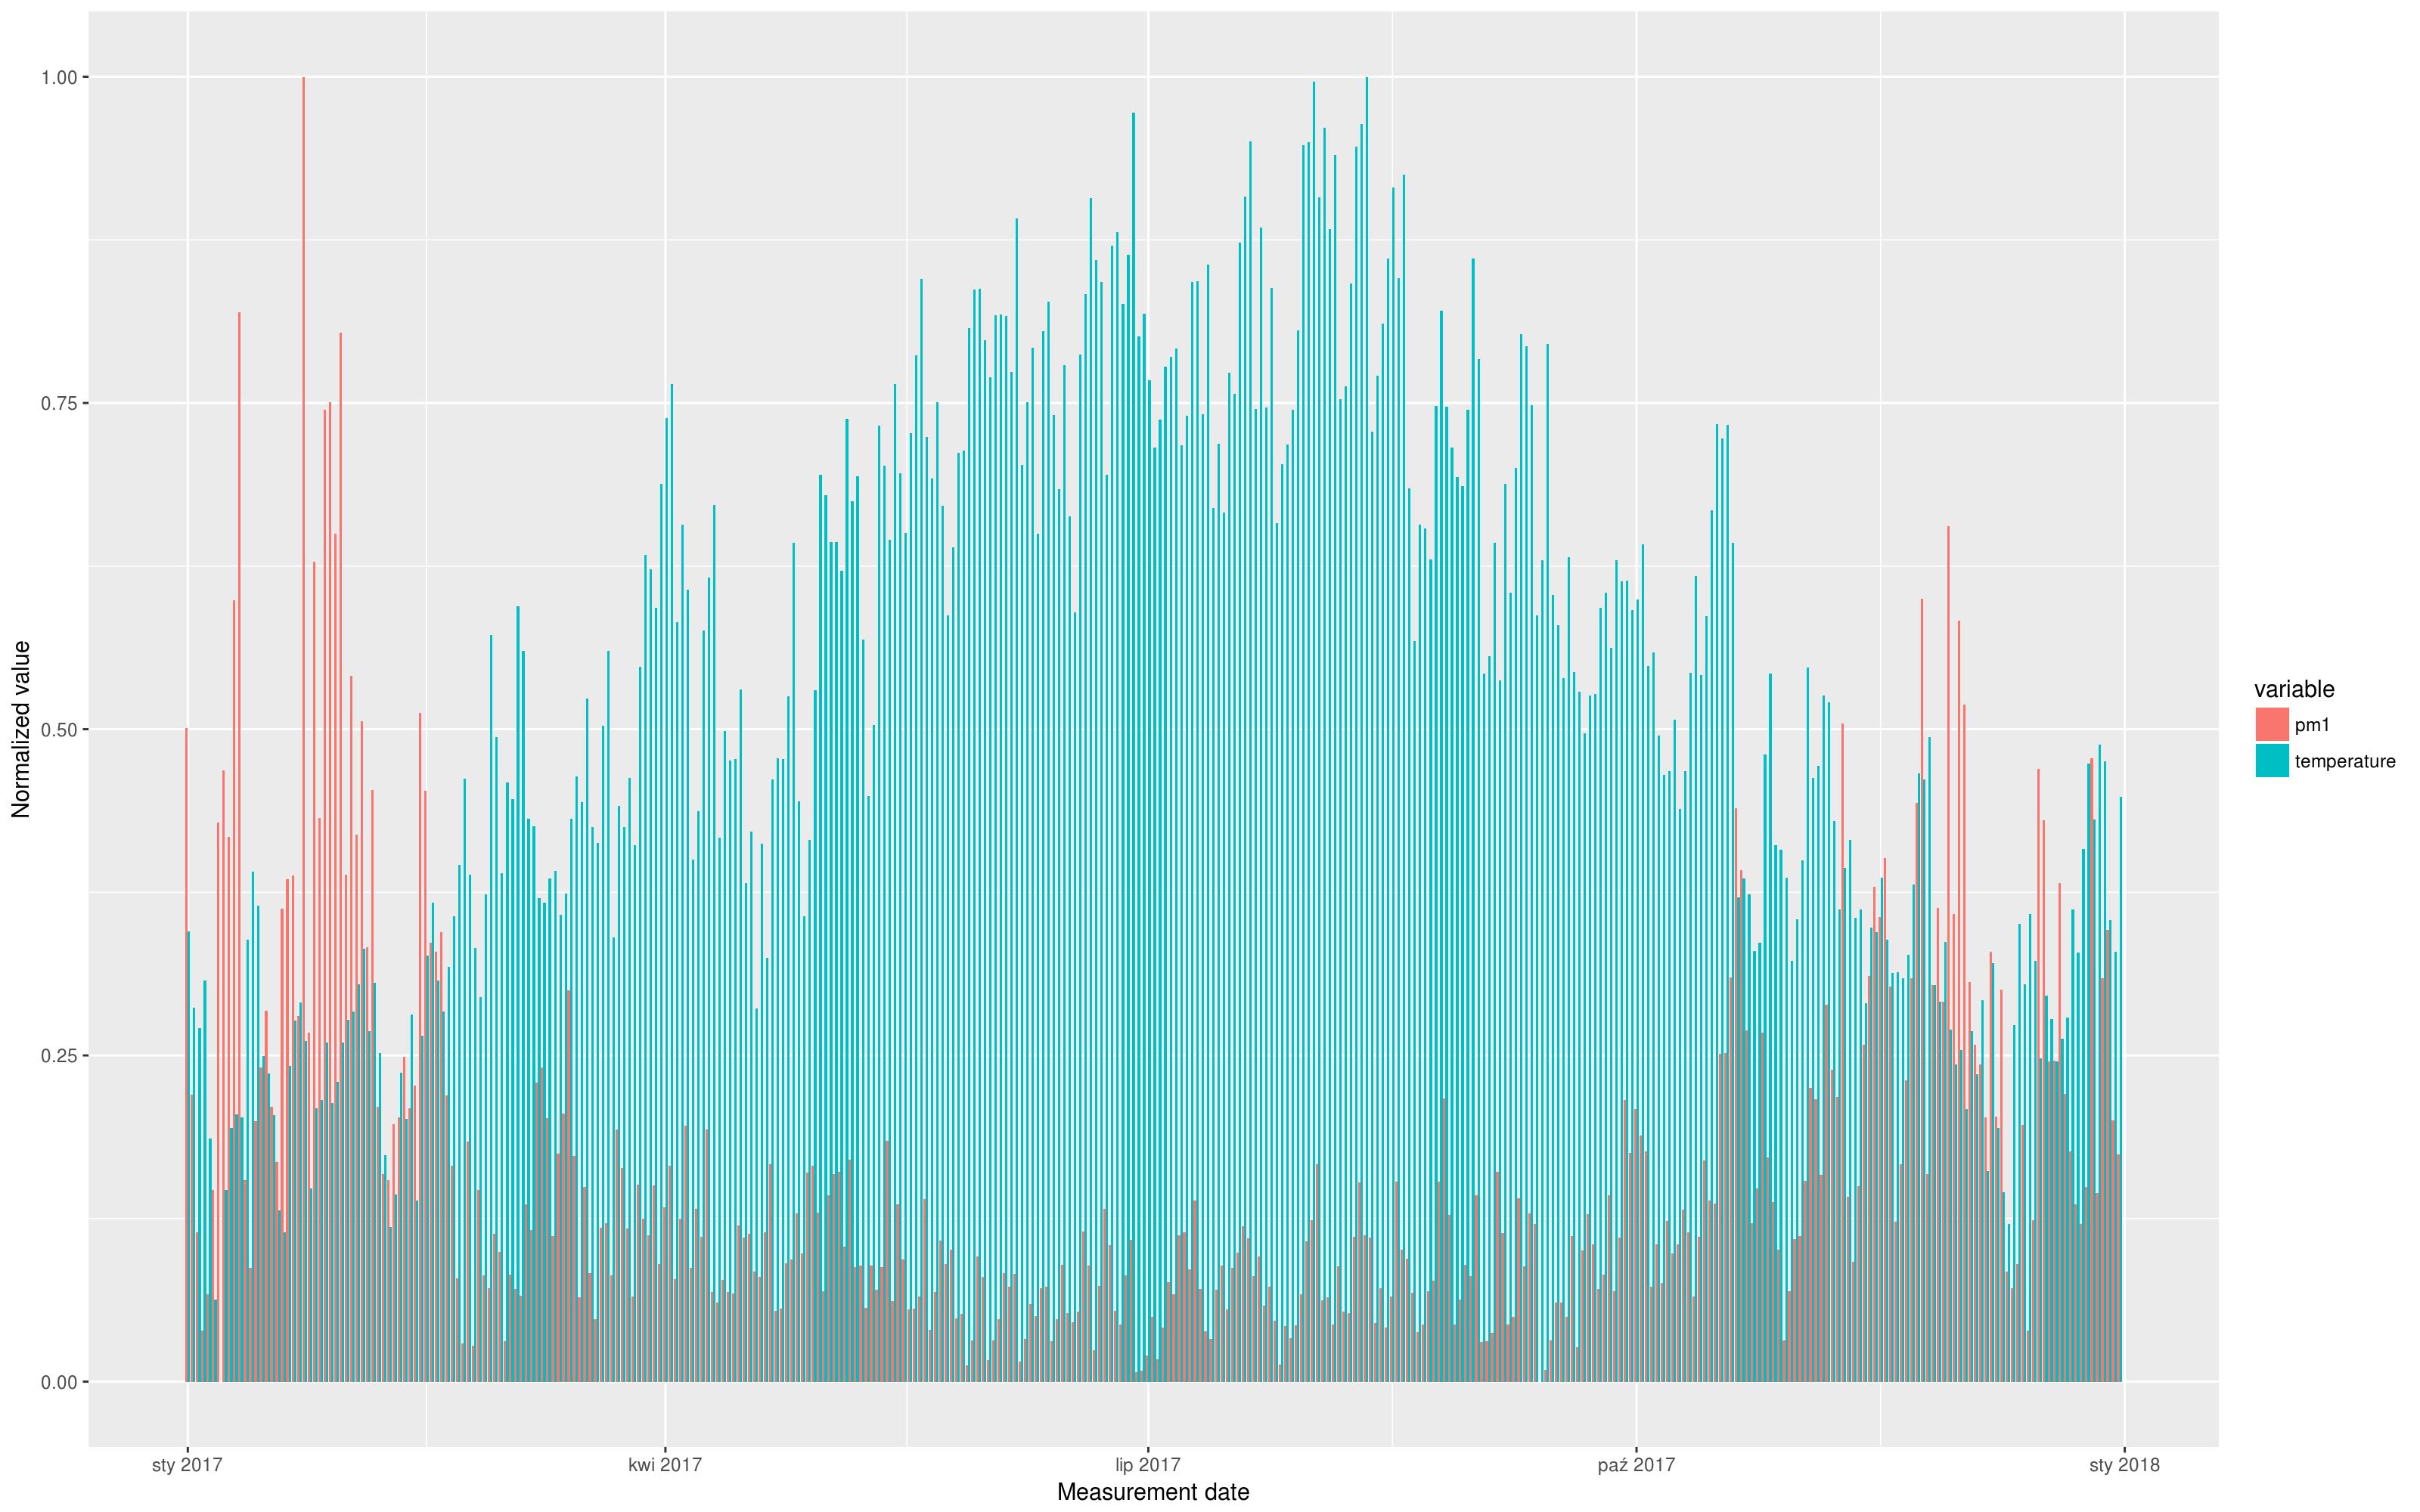 1.00
0.75
0.50
0.25
0.00
Normalized value
sty 2017
kwi 2017
lip 2017
paź 2017
sty 2018
Measurement date
variable
pm1
temperature